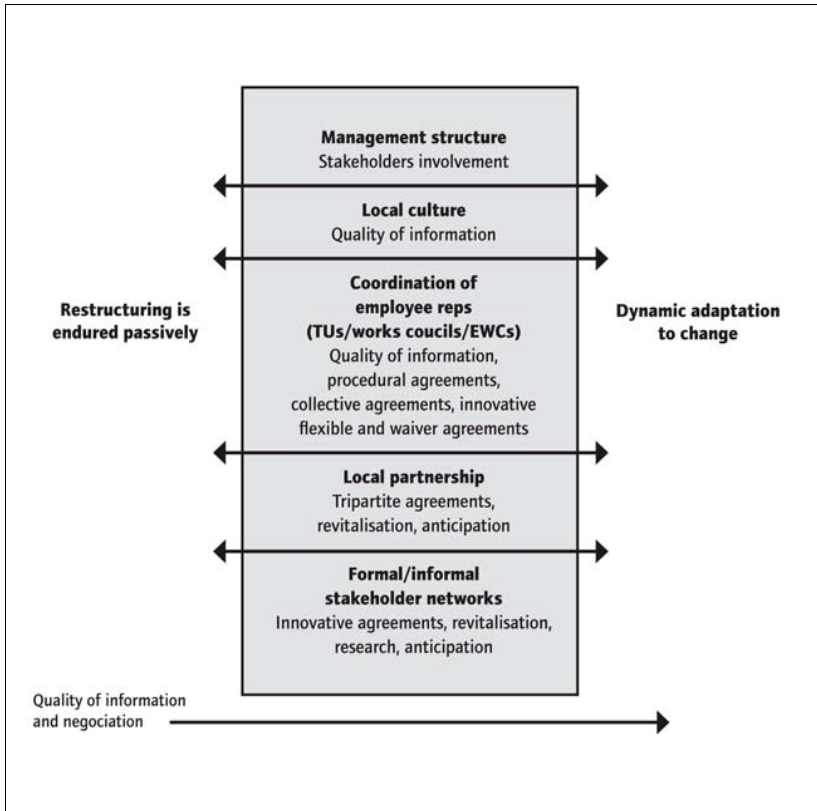 Management structure
Stakeholders involvement
Local culture
Quality of information
Restructuring is
endured passively
Coordination of
employee reps
(TUs/works coucils/EWCs)
Quality of information,
procedural agreements,
collective agreements, innovative
flexible and waiver agreements
Dynamic adaptation
to change
Local partnership
Tripartite agreements,
revitalisation, anticipation
Formal/informal
stakeholder networks
Innovative agreements, revitalisation,
research, anticipation
Quality of information
and negociation